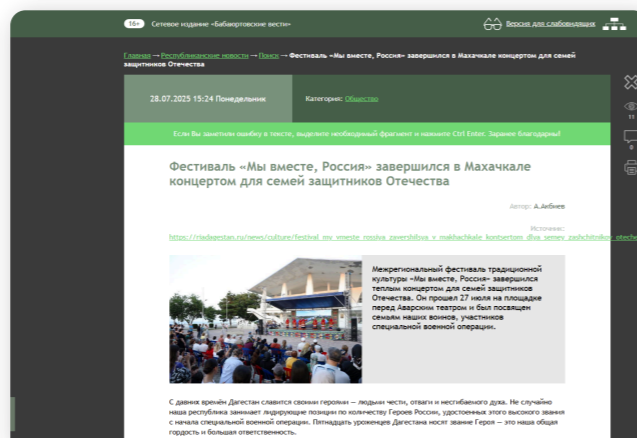 16+ Сетевое издание «Бабаюртовские вести» Версия для слабовидящих
Главная → Республиканские новости → Поиск → Фестиваль «Мы вместе, Россия» завершился в Махачкале концертом для семей
защитников Отечества
28.07.2025 15:24 Понедельник Категория: Общество
11
0
Если Вы заметили ошибку в тексте, выделите необходимый фрагмент и нажмите Ctrl Enter. Заранее благодарны!
Фестиваль «Мы вместе, Россия» завершился в Махачкале
концертом для семей защитников Отечества
Автор: А.Акбиев
Источник:
https://riadagestan.ru/news/culture/festival_my_vmeste_rossiya_zavershilsya_v_makhachkale_kontsertom_dlya_semey_zashchitnikov_oteche
Межрегиональный фестиваль традиционной
культуры «Мы вместе, Россия» завершился
теплым концертом для семей защитников
Отечества. Он прошел 27 июля на площадке
перед Аварским театром и был посвящен
семьям наших воинов, участников
специальной военной операции.
С давних времён Дагестан славится своими героями — людьми чести, отваги и несгибаемого духа. Не случайно
наша республика занимает лидирующие позиции по количеству Героев России, удостоенных этого высокого звания
с начала специальной военной операции. Пятнадцать уроженцев Дагестана носят звание Героя — это наша общая
гордость и большая ответственность.